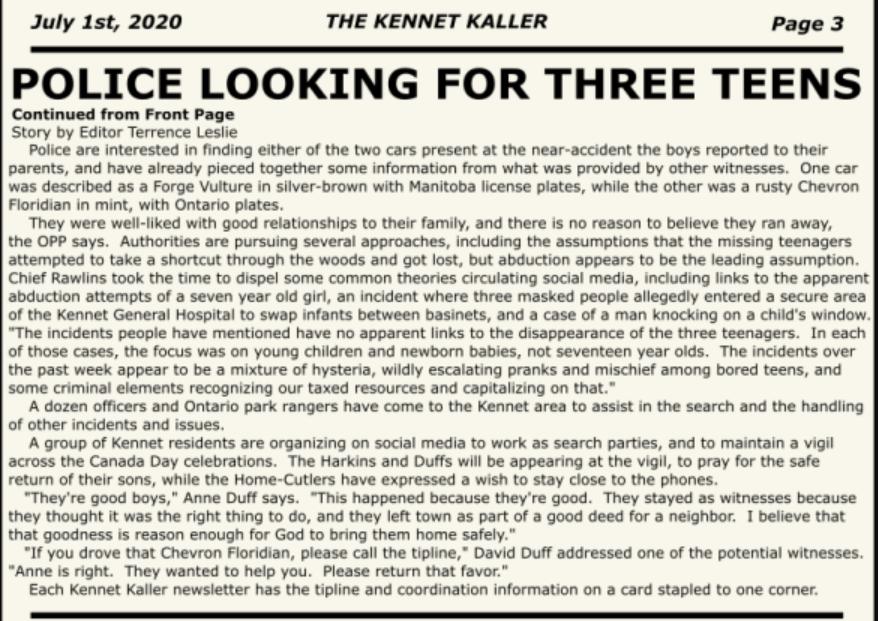 July 1st, 2020 THE KENNET KALLER Page 3
POLICE LOOKING FOR THREE TEENS
Continued from Front Page
Story by Editor Terrence Leslie
Police are interested in finding either of the two cars present at the near-accident the boys reported to their
parents, and have already pieced together some information from what was provided by other witnesses. One car
was described as a Forge Vulture in silver-brown with Manitoba license plates, while the other was a rusty Chevron
Floridian in mint, with Ontario plates.
They were well-liked with good relationships to their family, and there is no reason to believe they ran away,
the OPP says. Authorities are pursuing several approaches, including the assumptions that the missing teenagers
attempted to take a shortcut through the woods and got lost, but abduction appears to be the leading assumption.
Chief Rawlins took the time to dispel some common theories circulating social media, including links to the apparent
abduction attempts of a seven year old girl, an incident where three masked people allegedly entered a secure area
of the Kennet General Hospital to swap infants between basinets, and a case of a man knocking on a child's window.
"The incidents people have mentioned have no apparent links to the disappearance of the three teenagers. In each
of those cases, the focus was on young children and newborn babies, not seventeen year olds. The incidents over
the past week appear to be a mixture of hysteria, wildly escalating pranks and mischief among bored teens, and
some criminal elements recognizing our taxed resources and capitalizing on that."
A dozen officers and Ontario park rangers have come to the Kennet area to assist in the search and the handling
of other incidents and issues.
A group of Kennet residents are organizing on social media to work as search parties, and to maintain a vigil
across the Canada Day celebrations. The Harkins and Duffs will be appearing at the vigil, to pray for the safe
return of their sons, while the Home-Cutlers have expressed a wish to stay close to the phones.
"They're good boys," Anne Duff says. "This happened because they're good. They stayed as witnesses because
they thought it was the right thing to do, and they left town as part of a good deed for a neighbor. I believe that
that goodness is reason enough for God to bring them home safely."
"If you drove that Chevron Floridian, please call the tipline," David Duff addressed one of the potential witnesses.
"Anne is right. They wanted to help you. Please return that favor."
Each Kennet Kaller newsletter has the tipline and coordination information on a card stapled to one corner.